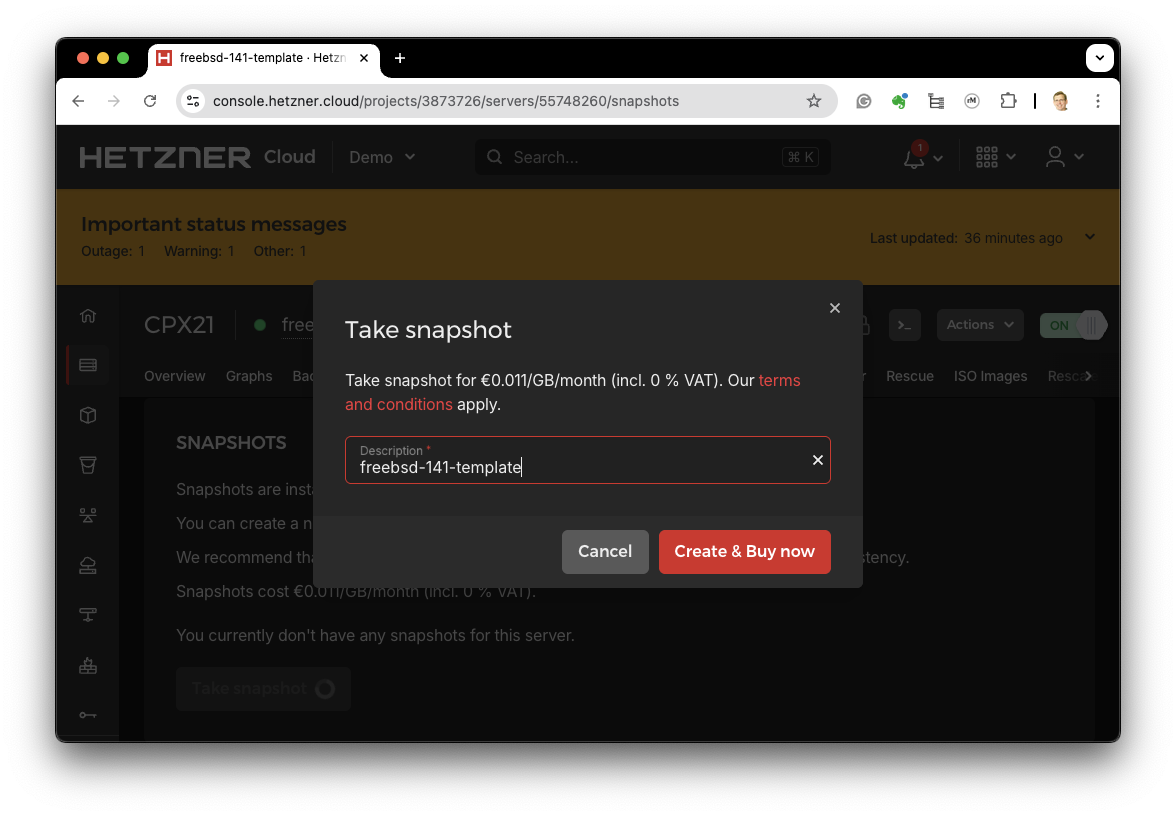 freebsd-141-template · Hetzn
console.hetzner.cloud/projects/3873726/servers/55748260/snapshots
HETZNER Cloud Demo Search... ⌘ K 1
Important status messages
Outage: 1 Warning: 1 Other: 1
Last updated: 36 minutes ago
CPX21 free Actions ON
Overview Graphs Bac r Rescue ISO Images Resca
Take snapshot
Take snapshot for €0.011/GB/month (incl. 0 % VAT). Our terms
and conditions apply.
Description *
freebsd-141-template
Cancel Create & Buy now
SNAPSHOTS
Snapshots are insta
You can create a n
We recommend tha stency.
Snapshots cost €0.011/GB/month (incl. 0 % VAT).
You currently don't have any snapshots for this server.
Take snapshot